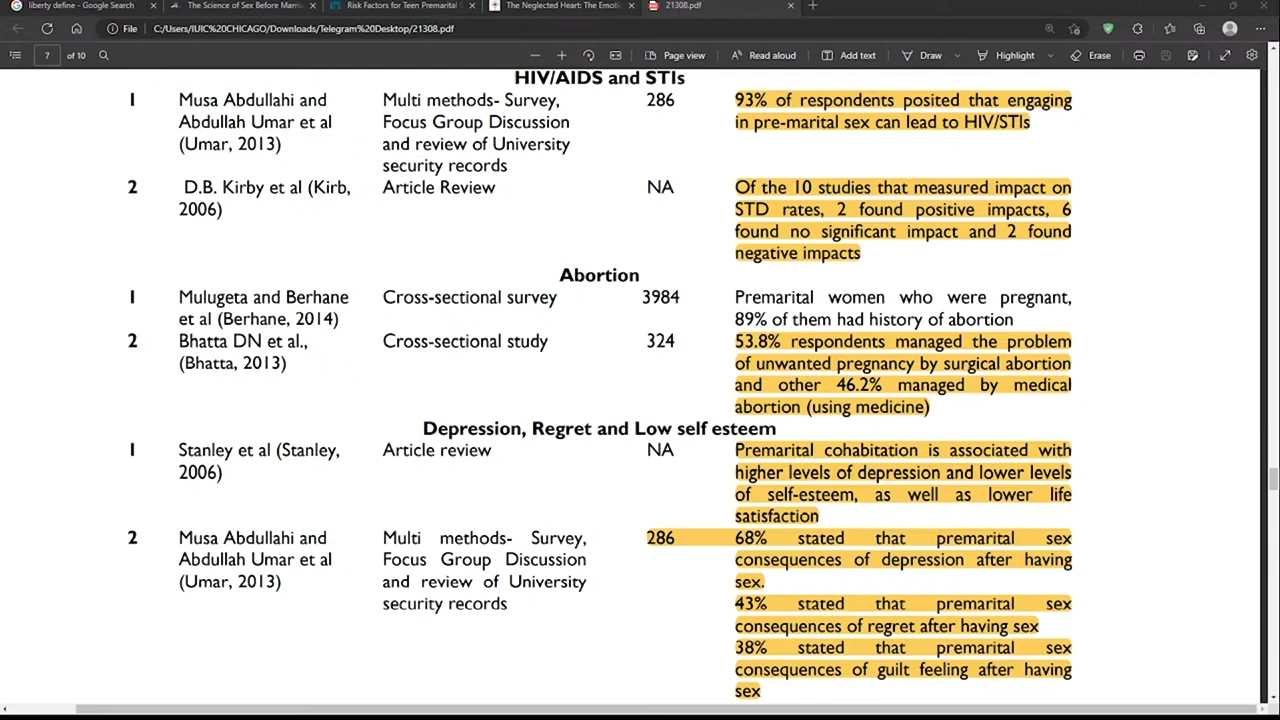 liberty define - Google Search
The Science of Sex Before Marri
Risk Factors for Teen Premarital S
The Neglected Heart: The Emoti
21308.pdf
File
C:/Users/IUIC%20CHICAGO/Downloads/Telegram%20Desktop/21308.pdf
7 of 10
Page view
Read aloud
Add text
Draw
Highlight
Erase
HIV/AIDS and STIs
1 Musa Abdullahi and Multi methods- Survey, 286 93% of respondents posited that engaging
Abdullah Umar et al Focus Group Discussion in pre-marital sex can lead to HIV/STIs
(Umar, 2013) and review of University
security records
2 D.B. Kirby et al (Kirb, Article Review NA Of the 10 studies that measured impact on
2006) STD rates, 2 found positive impacts, 6
found no significant impact and 2 found
negative impacts
Abortion
1 Mulugeta and Berhane Cross-sectional survey 3984 Premarital women who were pregnant,
et al (Berhane, 2014) 89% of them had history of abortion
2 Bhatta DN et al., Cross-sectional study 324 53.8% respondents managed the problem
(Bhatta, 2013) of unwanted pregnancy by surgical abortion
and other 46.2% managed by medical
abortion (using medicine)
Depression, Regret and Low self esteem
1 Stanley et al (Stanley, Article review NA Premarital cohabitation is associated with
2006) higher levels of depression and lower levels
of self-esteem, as well as lower life
satisfaction
2 Musa Abdullahi and Multi methods- Survey, 286 68% stated that premarital sex
Abdullah Umar et al Focus Group Discussion consequences of depression after having
(Umar, 2013) and review of University sex.
security records 43% stated that premarital sex
consequences of regret after having sex
38% stated that premarital sex
consequences of guilt feeling after having
sex